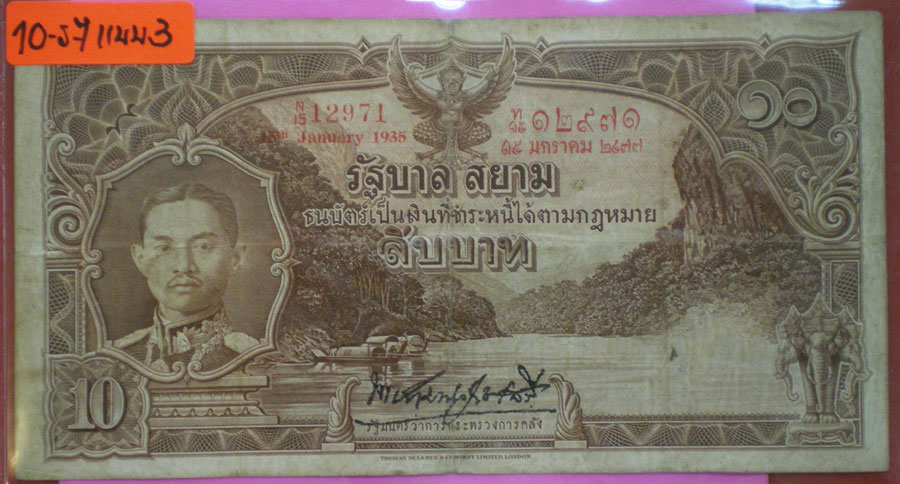 10-ร7 แบบ3
N/15 12971
15th January 1935
ท/๑๕ ๑๒๙๗๑
๑๕ มกราคม ๒๔๗๗
๑๐
รัฐบาล สยาม
ธนบัตร์เป็นเงินที่ชำระหนี้ได้ตามกฎหมาย
สิบบาท
10
รัฐมนตรีว่าการกระทรวงการคลัง
๑๐
THOMAS DE LA RUE & COMPANY LIMITED, LONDON.